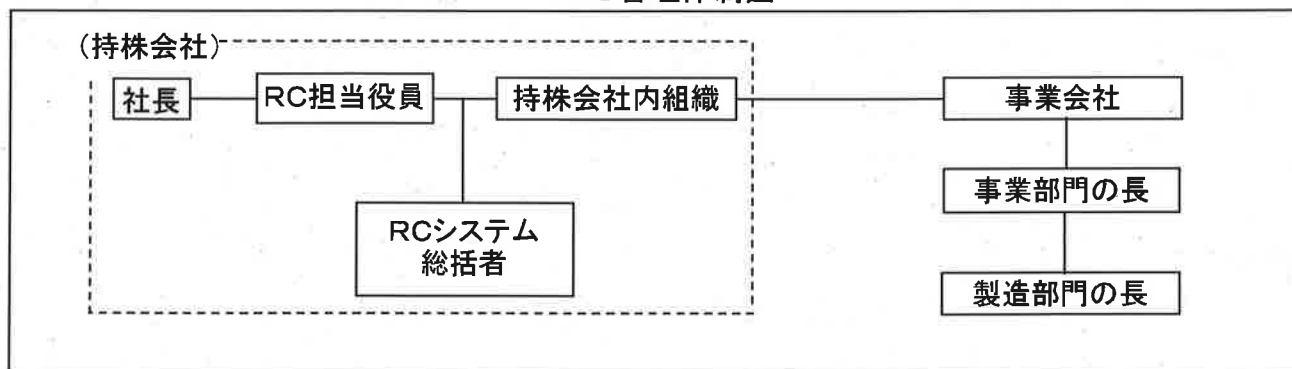 (持株会社)
社長
RC担当役員
持株会社内組織
事業会社
事業部門の長
RCシステム
総括者
製造部門の長